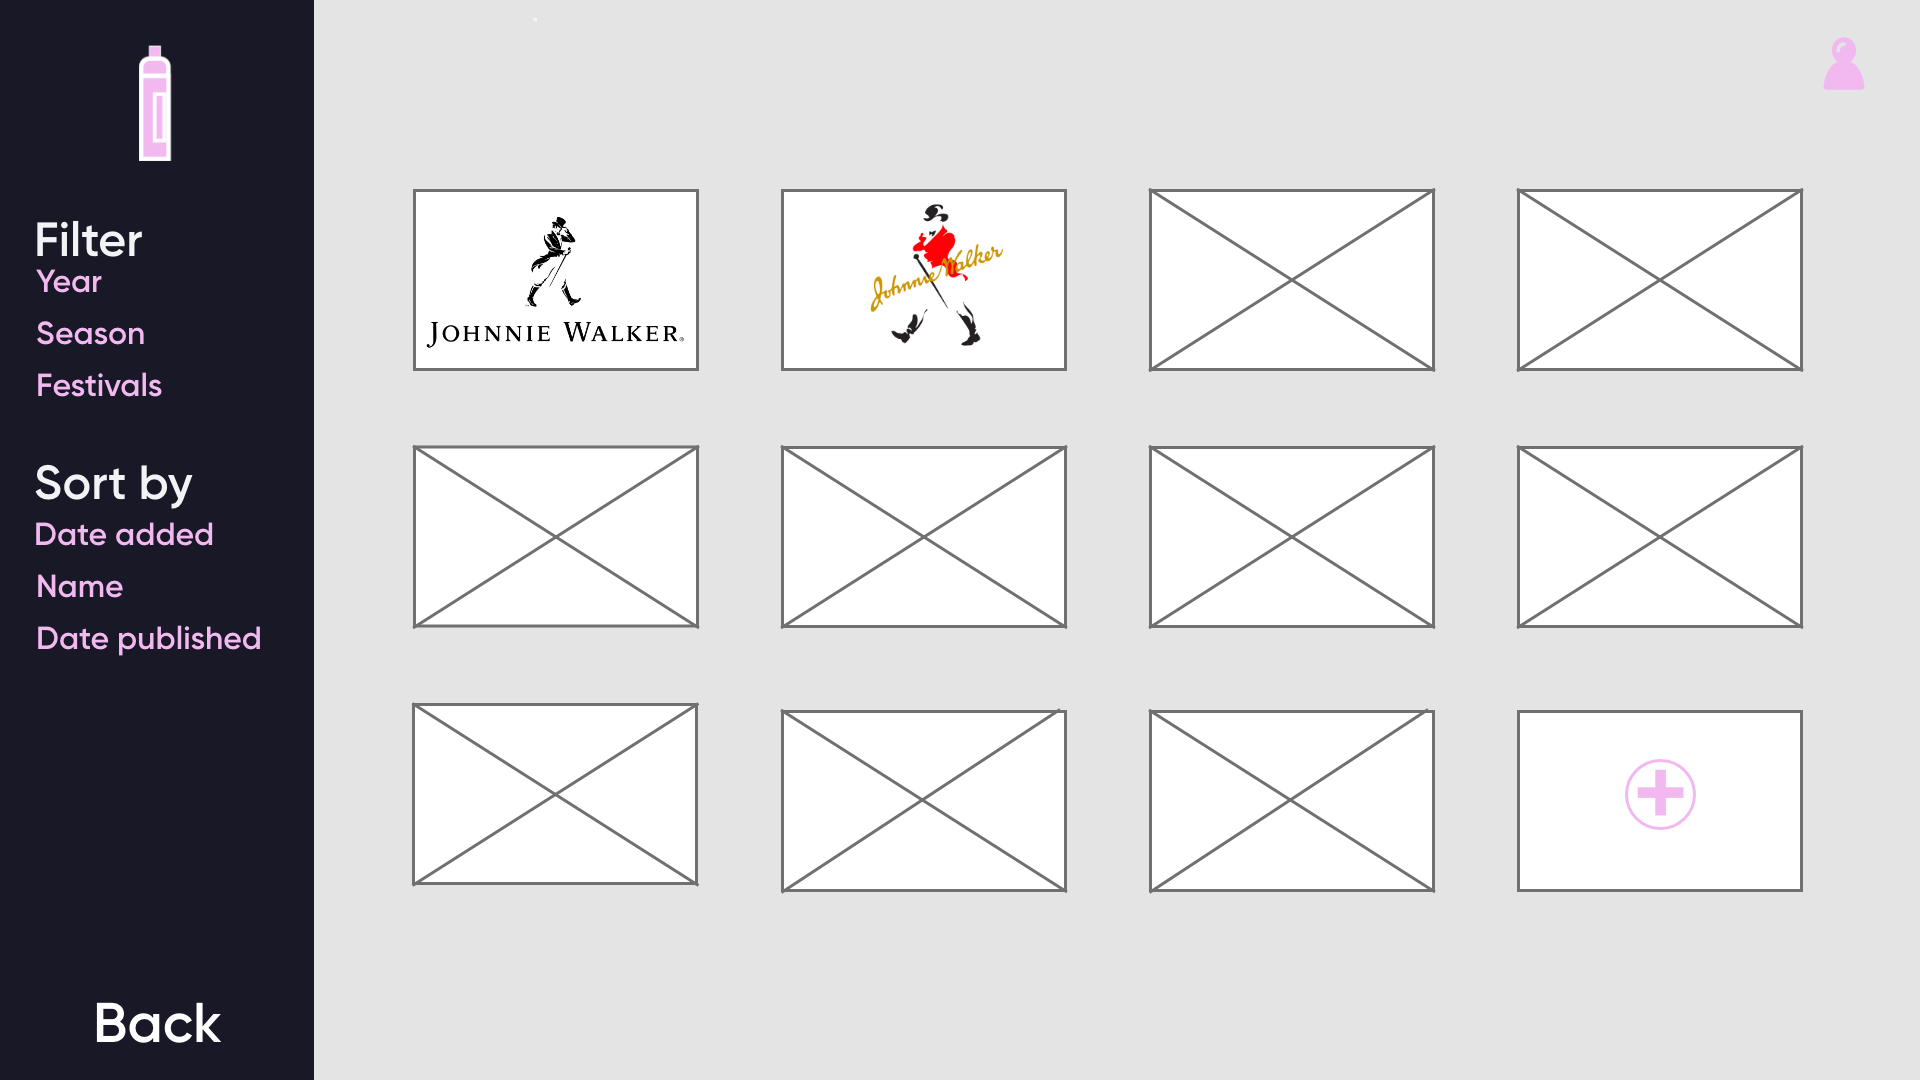 Filter
Year
Season
Festivals
Sort by
Date added
Name
Date published
Back
JOHNNIE WALKER®
Johnnie Walker